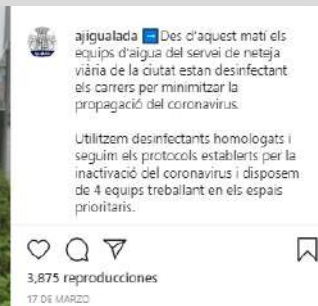 ajigualada ➡Des d'aquest matí els
equips d'aigua del servei de neteja
viària de la ciutat estan desinfectant
els carrers per minimitzar la
propagació del coronavirus.
Utilitzem desinfectants homologats i
seguim els protocols establerts per la
inactivació del coronavirus i disposem
de 4 equips treballant en els espais
prioritaris.
3,875 reproducciones
17 DE MARZO